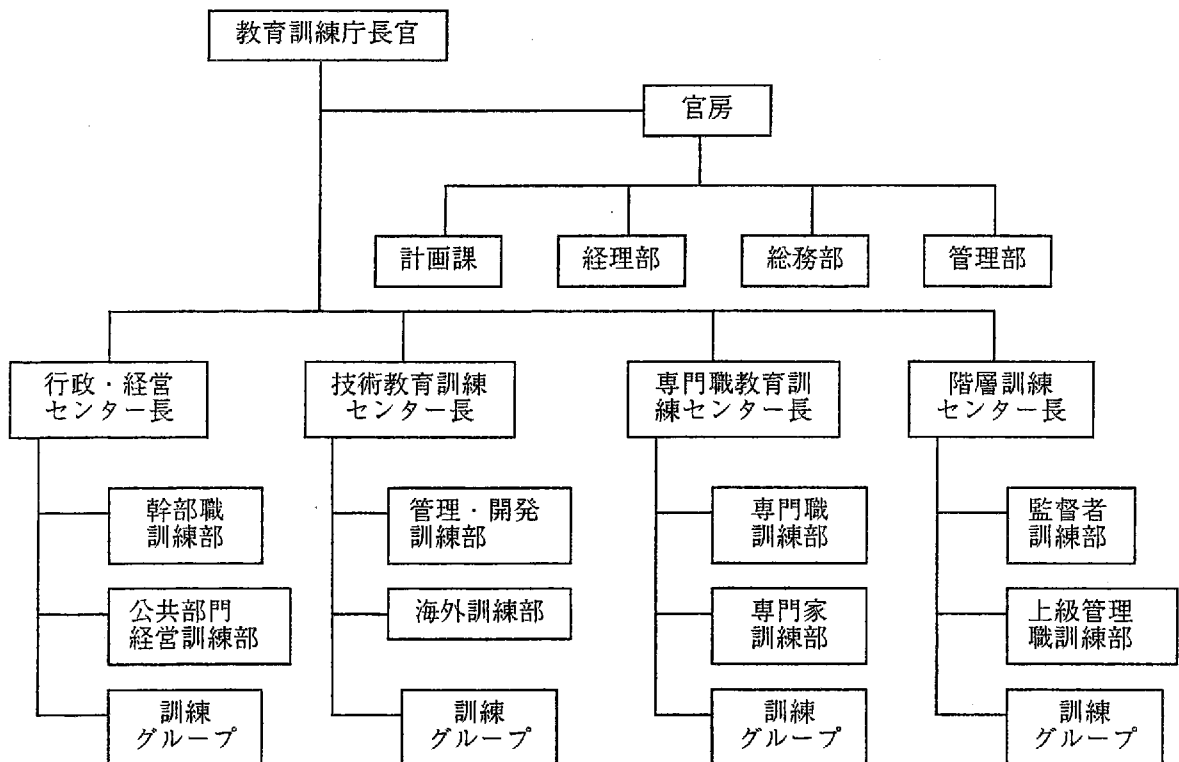 教育訓練庁長官
官房
計画課
経理部
総務部
管理部
行政・経営
センター長
技術教育訓練
センター長
専門職教育訓
練センター長
階層訓練
センター長
幹部職
訓練部
管理・開発
訓練部
専門職
訓練部
監督者
訓練部
公共部門
経営訓練部
海外訓練部
専門家
訓練部
上級管理
職訓練部
訓練
グループ
訓練
グループ
訓練
グループ
訓練
グループ